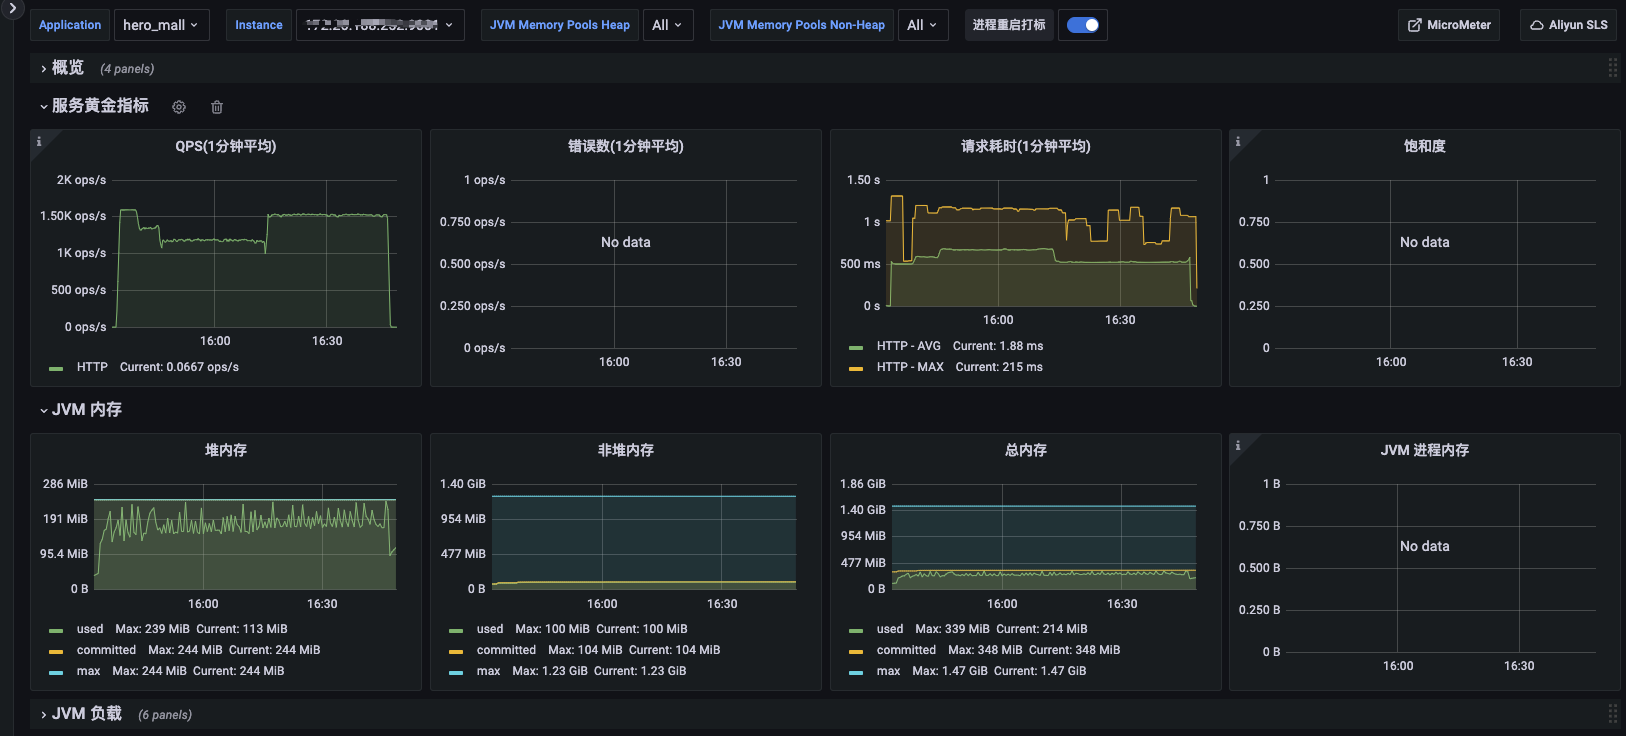 Application hero_mall Instance JVM Memory Pools Heap All JVM Memory Pools Non-Heap All 进程重启打标 MicroMeter Aliyun SLS
概览 (4 panels)
服务黄金指标
QPS(1分钟平均)
2K ops/s
1.50K ops/s
1K ops/s
500 ops/s
0 ops/s
16:00 16:30
HTTP Current: 0.0667 ops/s
错误数(1分钟平均)
1 ops/s
0.750 ops/s
No data
0.500 ops/s
0.250 ops/s
0 ops/s
16:00 16:30
请求耗时(1分钟平均)
1.50 s
1 s
500 ms
0 s
16:00 16:30
HTTP - AVG Current: 1.88 ms
HTTP - MAX Current: 215 ms
饱和度
1
0.750
No data
0.500
0.250
0
16:00 16:30
JVM 内存
堆内存
286 MiB
191 MiB
95.4 MiB
0 B
16:00 16:30
used Max: 239 MiB Current: 113 MiB
committed Max: 244 MiB Current: 244 MiB
max Max: 244 MiB Current: 244 MiB
非堆内存
1.40 GiB
954 MiB
477 MiB
0 B
16:00 16:30
used Max: 100 MiB Current: 100 MiB
committed Max: 104 MiB Current: 104 MiB
max Max: 1.23 GiB Current: 1.23 GiB
总内存
1.86 GiB
1.40 GiB
954 MiB
477 MiB
0 B
16:00 16:30
used Max: 339 MiB Current: 214 MiB
committed Max: 348 MiB Current: 348 MiB
max Max: 1.47 GiB Current: 1.47 GiB
JVM 进程内存
1 B
0.750 B
No data
0.500 B
0.250 B
0 B
16:00 16:30
JVM 负载 (6 panels)